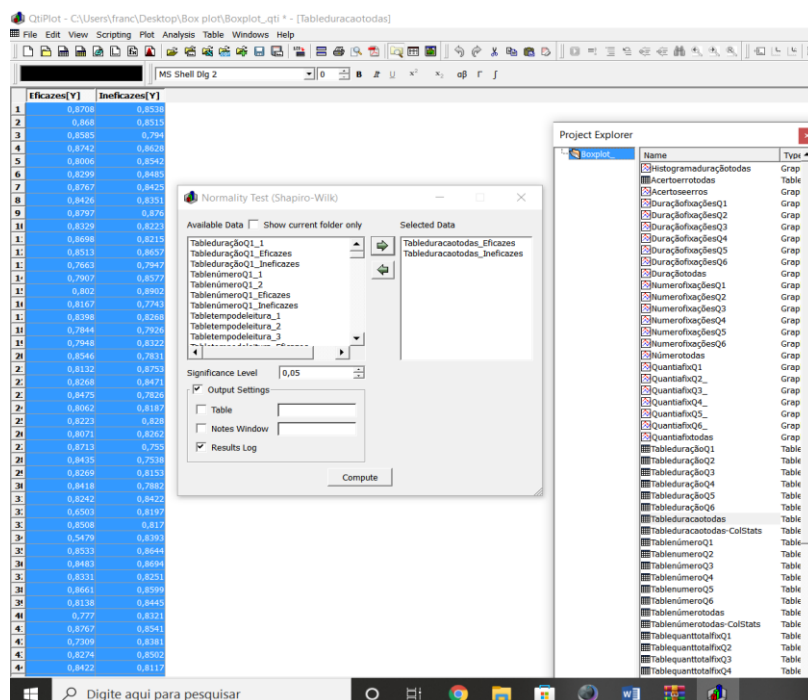 QtiPlot - C:\Users\franc\Desktop\Box plot\Boxplot_.qti * - [Tableduracaotodas]
File Edit View Scripting Plot Analysis Table Windows Help
MS Shell Dlg 2 0 B It U x² x₂ αβ Γ ∫
Eficazes[Y] Ineficazes[Y]
1 0,8708 0,8538
2 0,868 0,8515
3 0,8585 0,794
4 0,8742 0,8628
5 0,8006 0,8542
6 0,8299 0,8485
7 0,8767 0,8425
8 0,8426 0,8351
9 0,8797 0,876
0,8329 0,8223
0,8698 0,8215
0,8513 0,8657
0,7663 0,7947
0,7907 0,8577
0,802 0,8902
0,8167 0,7743
0,8398 0,8268
0,7844 0,7926
0,7948 0,8322
0,8546 0,7831
0,8132 0,8753
0,8268 0,8471
0,8475 0,7826
0,8062 0,8187
0,8223 0,828
0,8071 0,8262
0,8713 0,755
0,8435 0,7538
0,8269 0,8153
0,8418 0,7882
0,8242 0,8422
0,6503 0,8197
0,8508 0,817
0,5479 0,8393
0,8533 0,8644
0,8483 0,8694
0,8331 0,8251
0,8661 0,8599
0,8138 0,8445
0,777 0,8321
0,8767 0,8541
0,7309 0,8381
0,8274 0,8502
0,8422 0,8117
Normality Test (Shapiro-Wilk)
Available Data Show current folder only
Selected Data
TableduraçãoQ1_1
TableduraçãoQ1_Eficazes
TableduraçãoQ1_Ineficazes
TablenúmeroQ1_1
TablenúmeroQ1_2
TablenúmeroQ1_Eficazes
TablenúmeroQ1_Ineficazes
Tabletempodeleitura_1
Tabletempodeleitura_2
Tabletempodeleitura_3
Tableduracaotodas_Eficazes
Tableduracaotodas_Ineficazes
Significance Level 0,05
Output Settings
Table
Notes Window
Results Log
Compute
Project Explorer
Boxplot_
Name Type
Histogramaduraçãotodas Grap
Acertoerrotodas Table
Acertoseerros Grap
DuraçãofixaçõesQ1 Grap
DuraçãofixaçõesQ2 Grap
DuraçãofixaçõesQ3 Grap
DuraçãofixaçõesQ4 Grap
DuraçãofixaçõesQ5 Grap
DuraçãofixaçõesQ6 Grap
Duraçãotodas Grap
NumerofixaçõesQ1 Grap
NumerofixaçõesQ2 Grap
NumerofixaçõesQ3 Grap
NumerofixaçõesQ4 Grap
NumerofixaçõesQ5 Grap
NumerofixaçõesQ6 Grap
Númerotodas Grap
QuantiafixQ1 Grap
QuantiafixQ2_ Grap
QuantiafixQ3_ Grap
QuantiafixQ4_ Grap
QuantiafixQ5_ Grap
QuantiafixQ6_ Grap
Quantiafixtodas Grap
TableduraçãoQ1 Table
TableduraçãoQ2 Table
TableduraçãoQ3 Table
TableduraçãoQ4 Table
TableduraçãoQ5 Table
TableduraçãoQ6 Table
Tableduracaotodas Table
Tableduracaotodas-ColStats Table
TablenúmeroQ1 Table
TablenumeroQ2 Table
TablenúmeroQ3 Table
TablenúmeroQ4 Table
TablenumeroQ5 Table
TablenúmeroQ6 Table
Tablenúmerotodas Table
Tablenúmerotodas-ColStats Table
TablequanttotalfixQ1 Table
TablequanttotalfixQ2 Table
TablequanttotalfixQ3 Table
TablequanttotalfixQ4 Table
Digite aqui para pesquisar